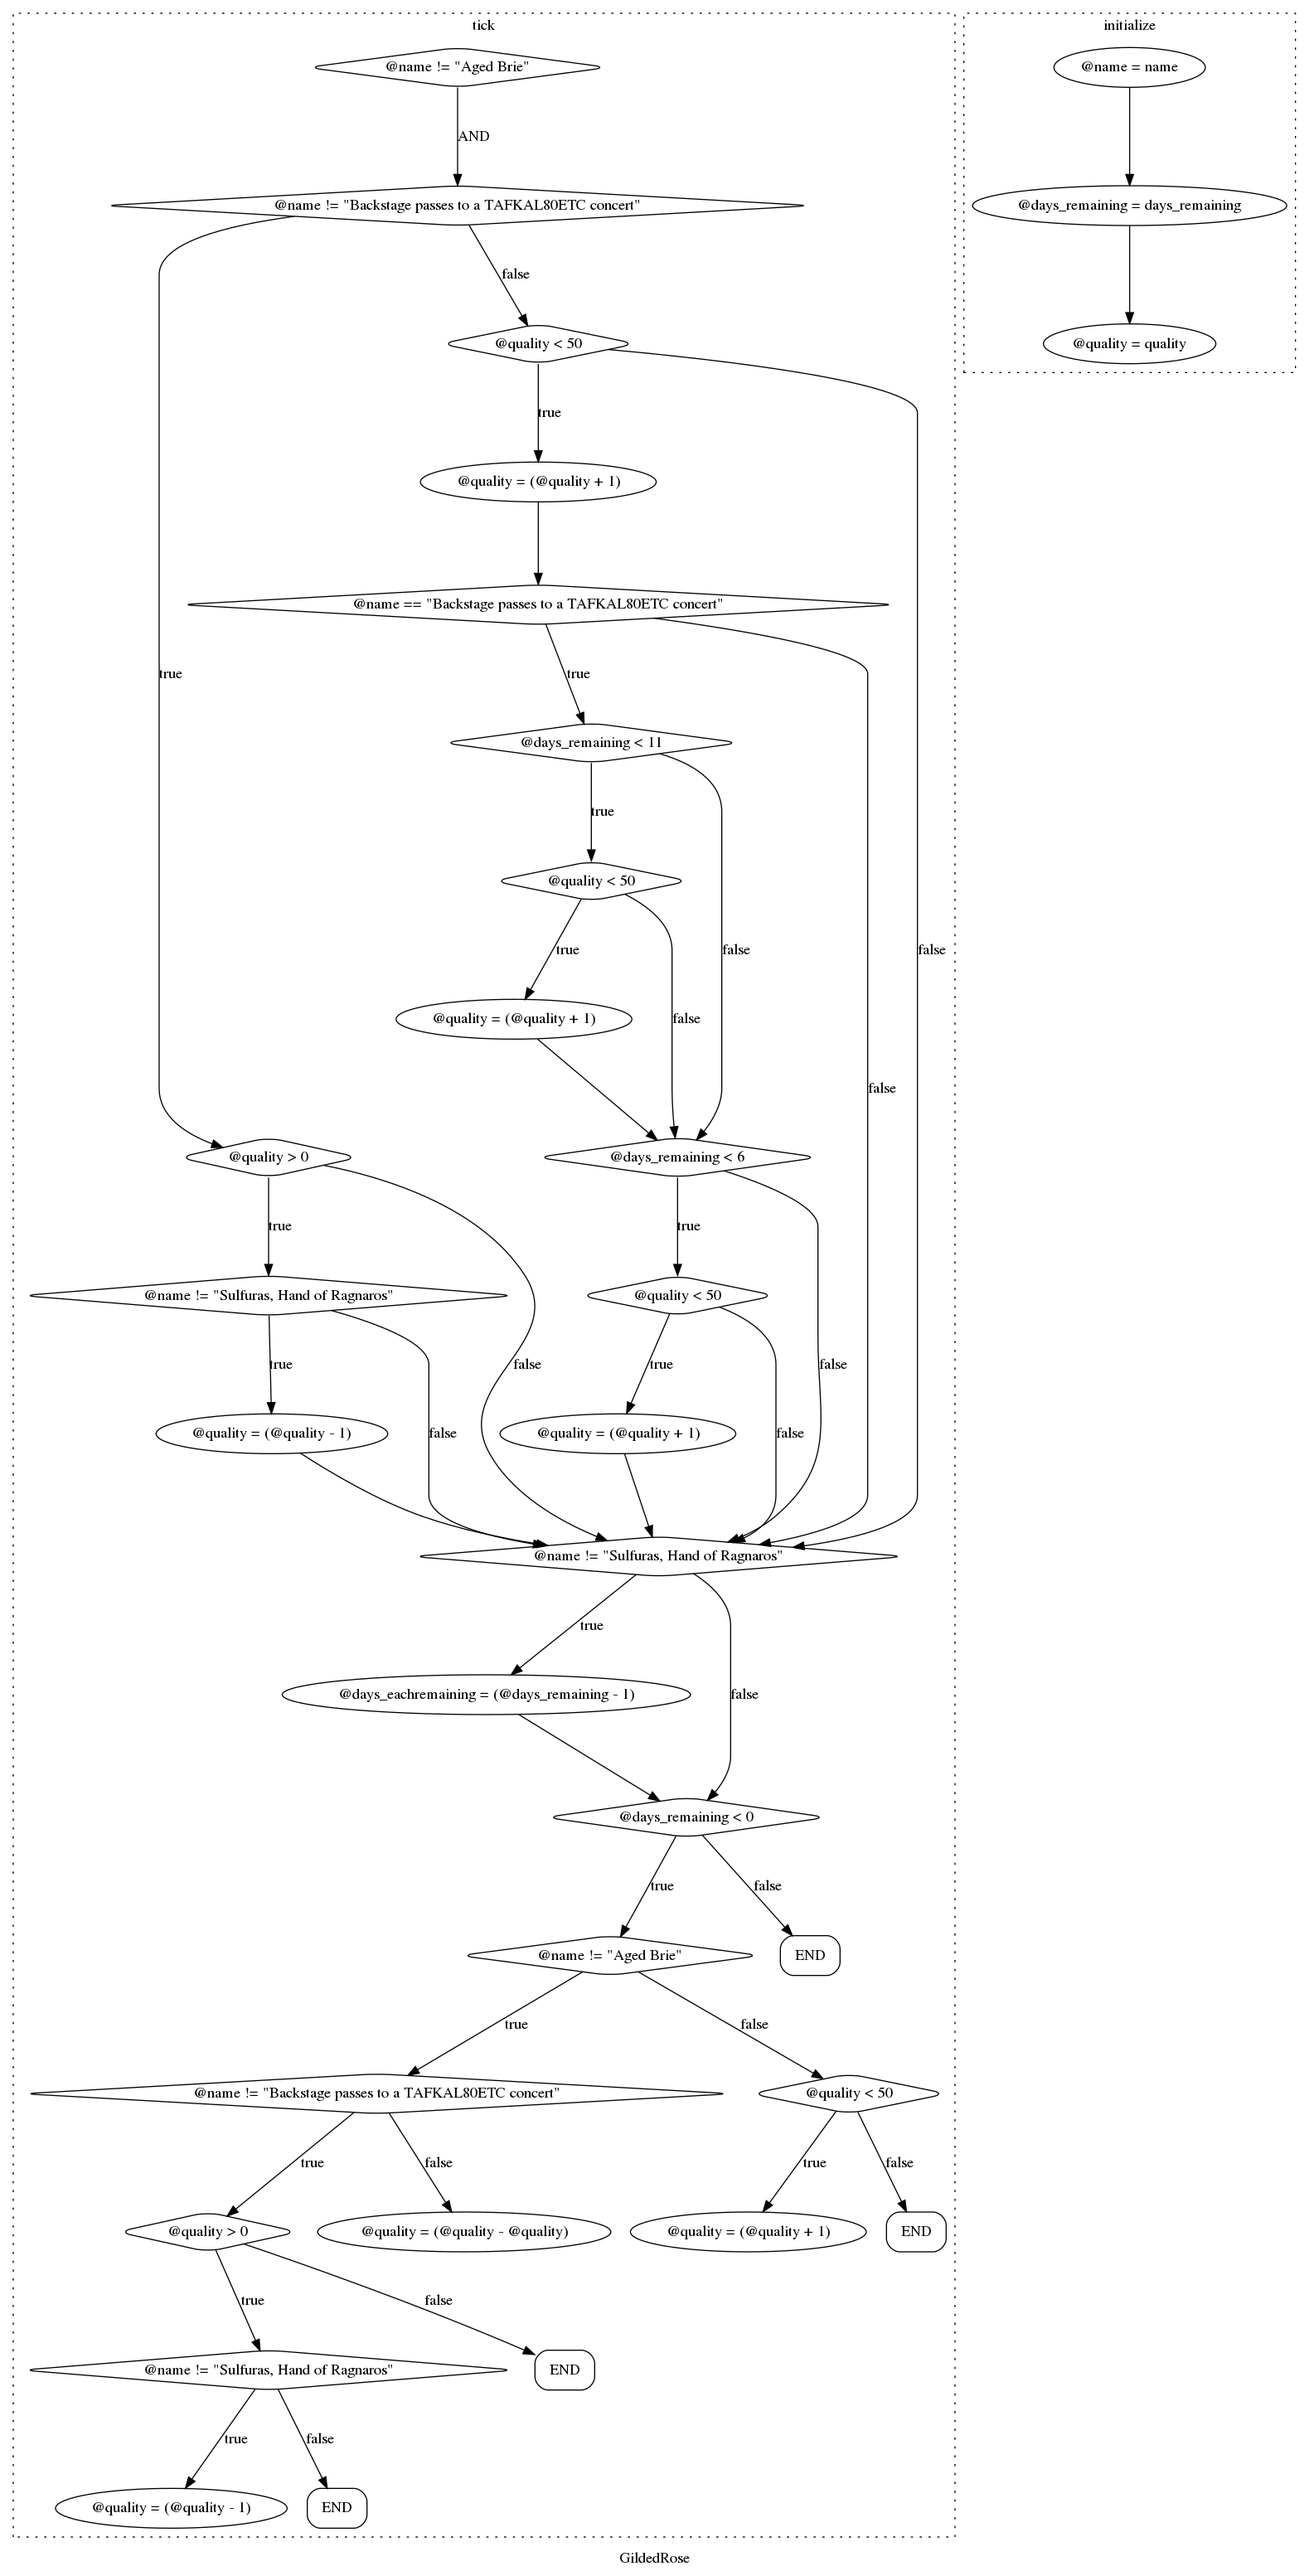 tick
initialize
@name != "Aged Brie"
@name = name
AND
@name != "Backstage passes to a TAFKAL80ETC concert"
@days_remaining = days_remaining
false
@quality < 50
@quality = quality
true
@quality = (@quality + 1)
@name == "Backstage passes to a TAFKAL80ETC concert"
true
true
@days_remaining < 11
true
@quality < 50
true
false
false
@quality = (@quality + 1)
false
false
@quality > 0
@days_remaining < 6
true
true
@name != "Sulfuras, Hand of Ragnaros"
@quality < 50
true
false
true
false
@quality = (@quality - 1)
false
@quality = (@quality + 1)
false
@name != "Sulfuras, Hand of Ragnaros"
true
@days_eachremaining = (@days_remaining - 1)
false
@days_remaining < 0
true
false
@name != "Aged Brie"
END
true
false
@name != "Backstage passes to a TAFKAL80ETC concert"
@quality < 50
true
false
true
false
@quality > 0
@quality = (@quality - @quality)
@quality = (@quality + 1)
END
true
false
@name != "Sulfuras, Hand of Ragnaros"
END
true
false
@quality = (@quality - 1)
END
GildedRose